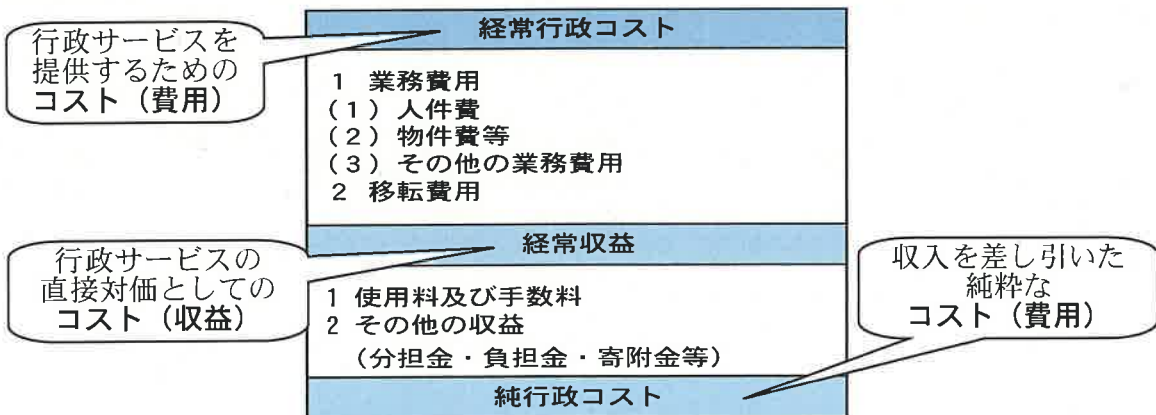 行政サービスを
提供するための
コスト（費用）
経常行政コスト
1 業務費用
（1）人件費
（2）物件費等
（3）その他の業務費用
2 移転費用
行政サービスの
直接対価としての
コスト（収益）
経常収益
1 使用料及び手数料
2 その他の収益
（分担金・負担金・寄附金等）
収入を差し引いた
純粋な
コスト（費用）
純行政コスト